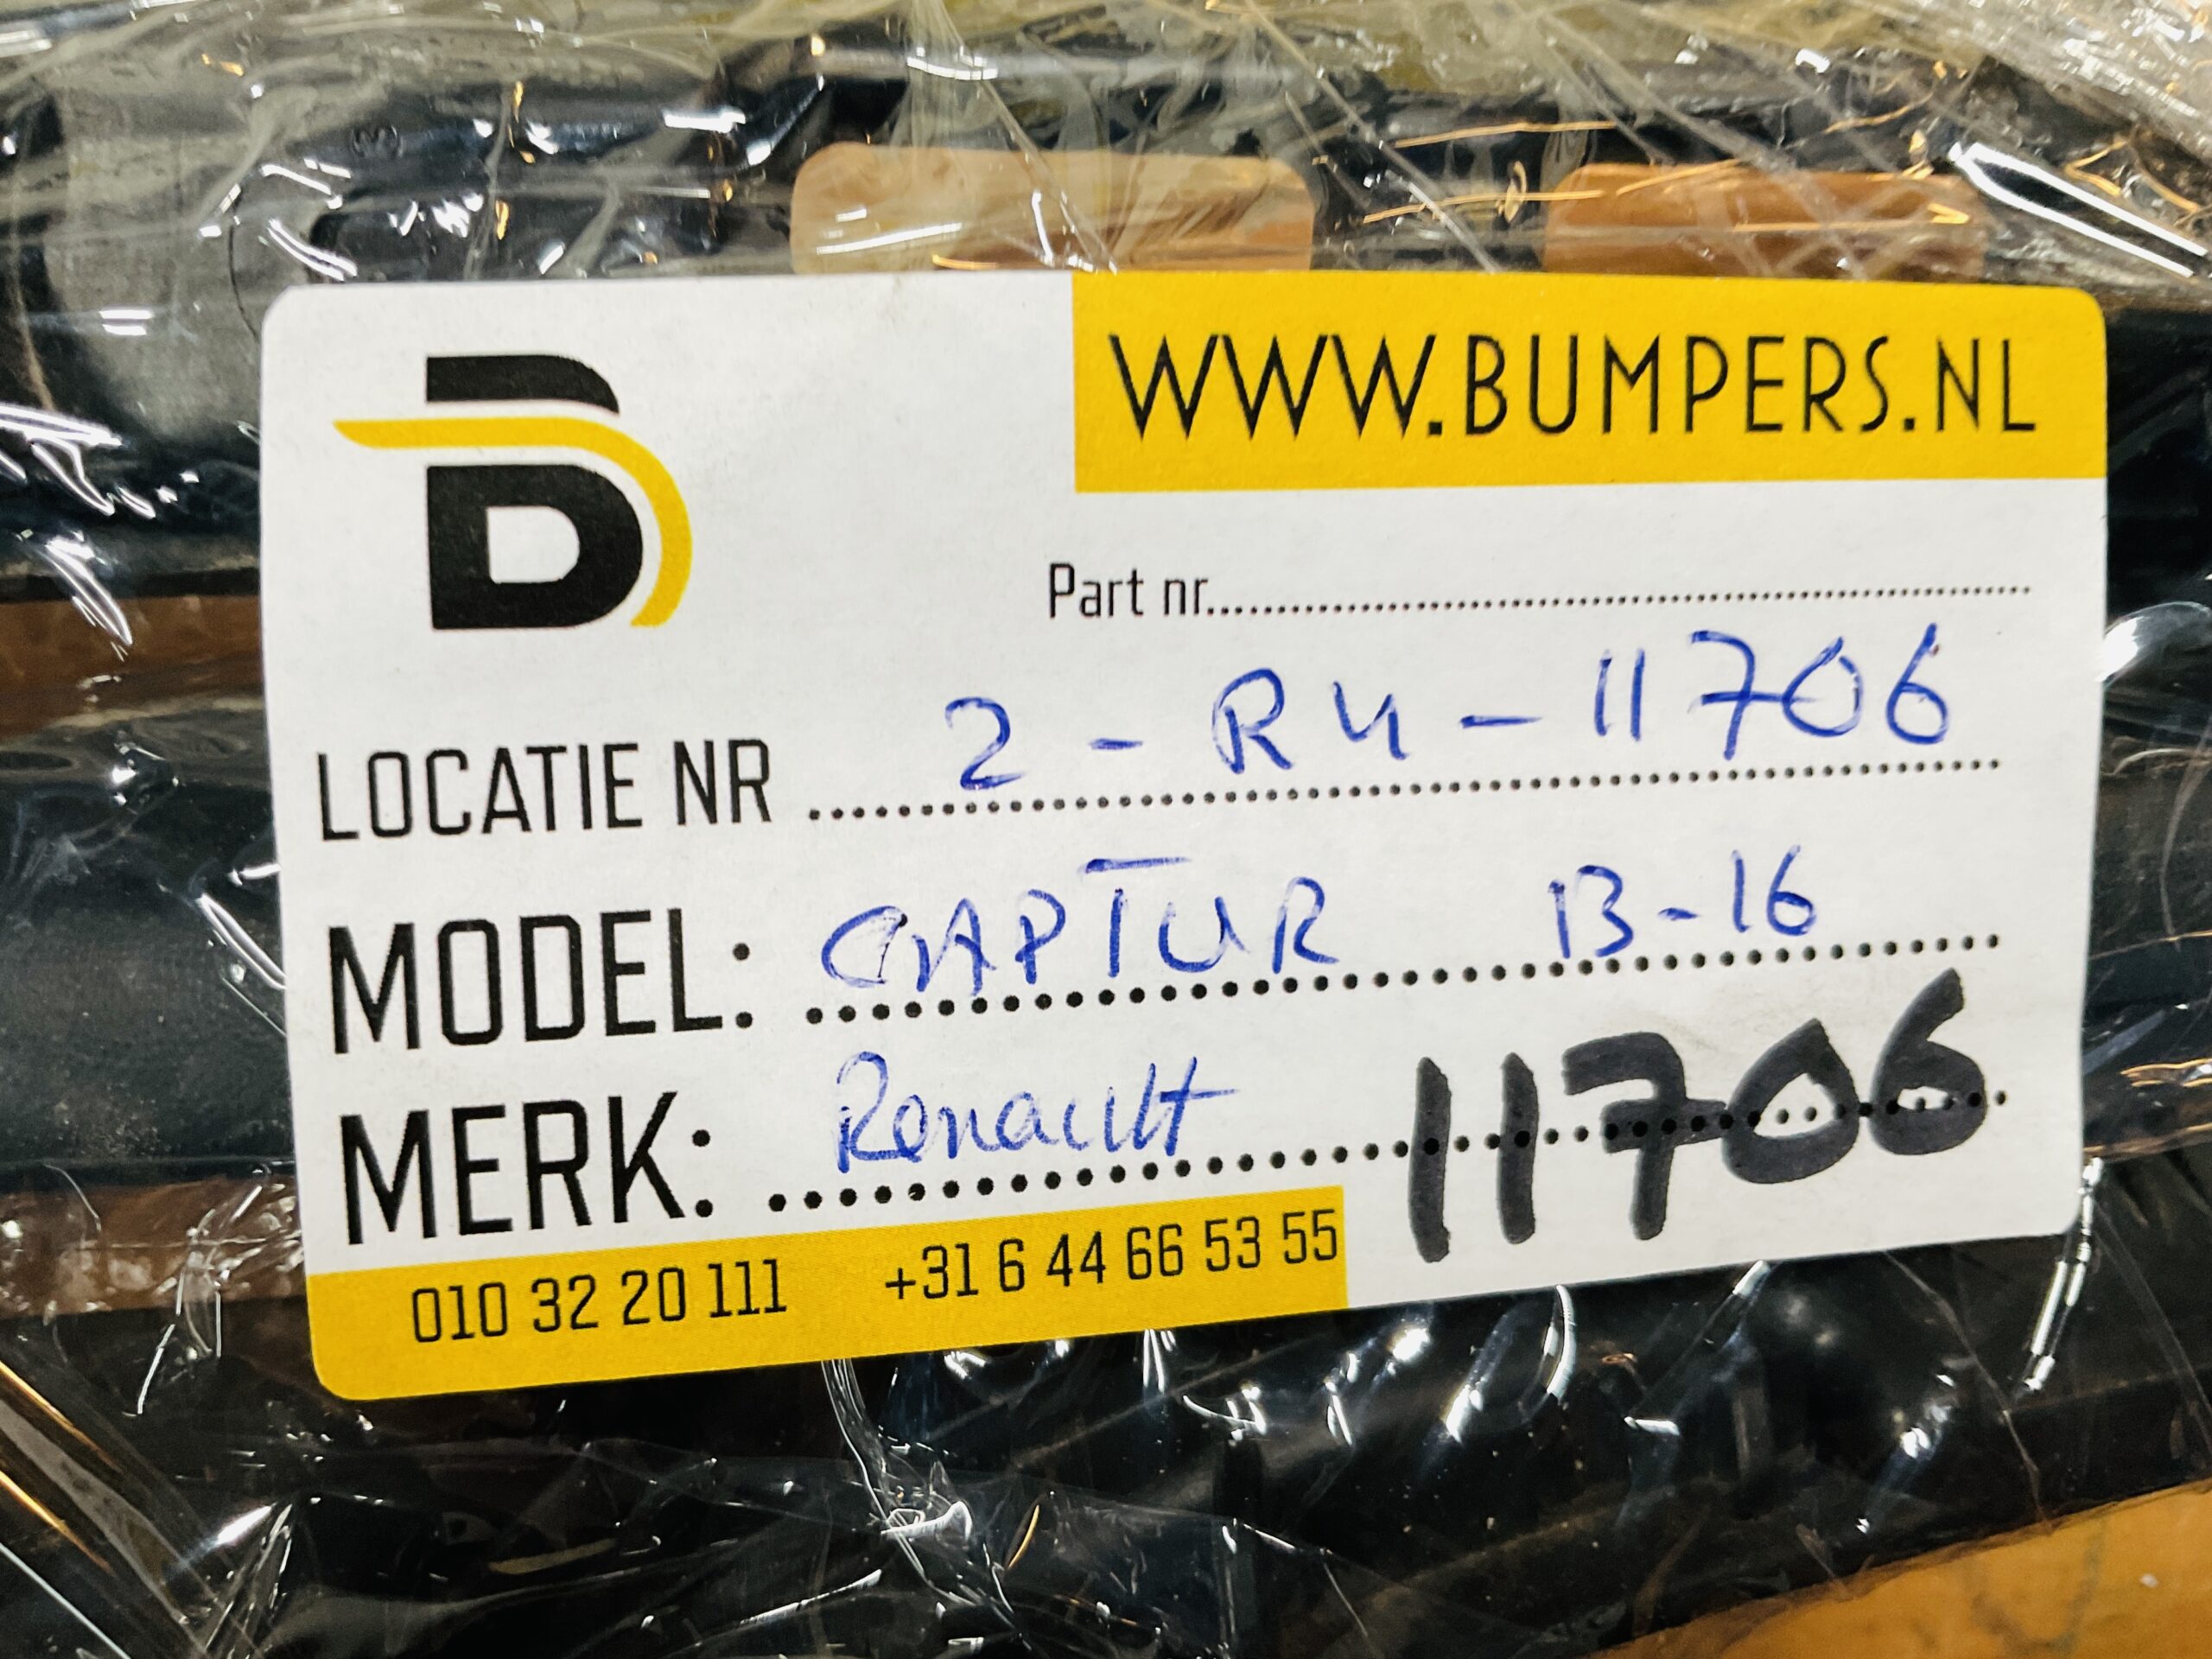 B
WWW.BUMPERS.NL
Part nr..............................
LOCATIE NR 2 - R4 - 11706
MODEL: CAPTUR 13-16
MERK: Renault 11706
010 32 20 111 +31 6 44 66 53 55